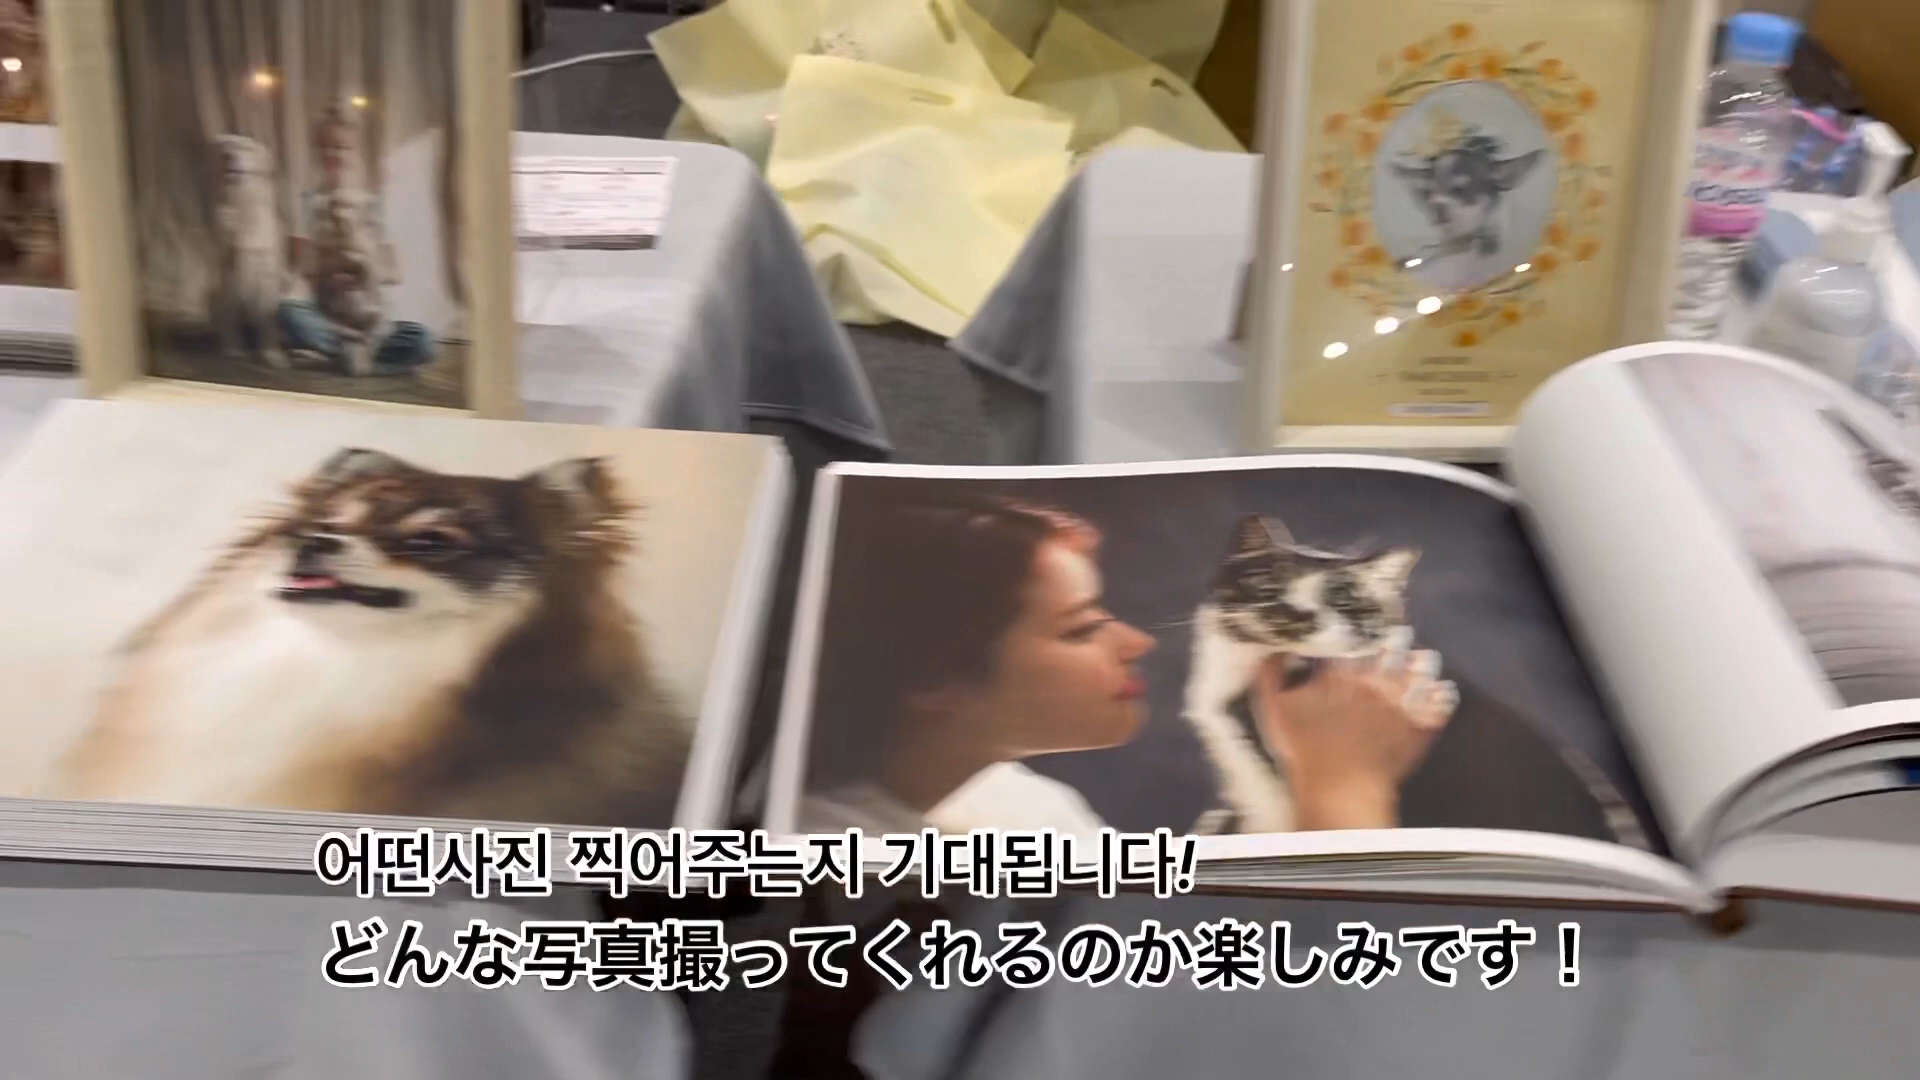 어떤사진 찍어주는지 기대됩니다!
どんな写真撮ってくれるのか楽しみです！